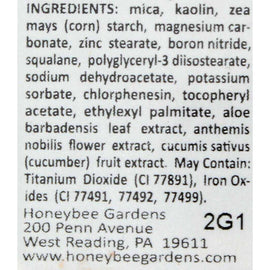 INGREDIENTS: mica, kaolin, zea
mays (corn) starch, magnesium car-
bonate, zinc stearate, boron nitride,
squalane, polyglyceryl-3 diisostearate,
sodium dehydroacetate, potassium
sorbate, chlorphenesin, tocopheryl
acetate, ethylexyl palmitate, aloe
barbadensis leaf extract, anthemis
nobilis flower extract, cucumis sativus
(cucumber) fruit extract. May Contain:
Titanium Dioxide (CI 77891), Iron Ox-
ides (CI 77491, 77492, 77499).
Honeybee Gardens
200 Penn Avenue 2G1
West Reading, PA 19611
www.honeybeegardens.com